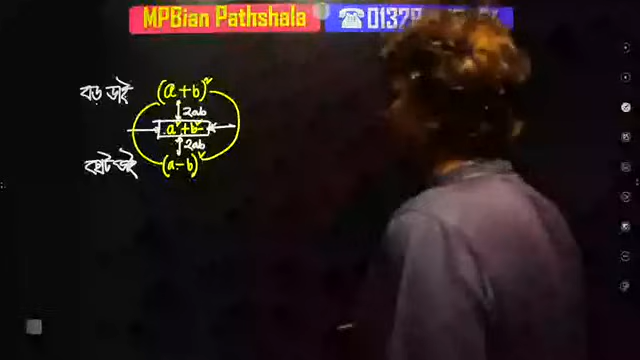 MPBian Pathshala
বড় ভাই (a+b)²
2ab
a²+b²
2ab
ছোট ভাই (a-b)²